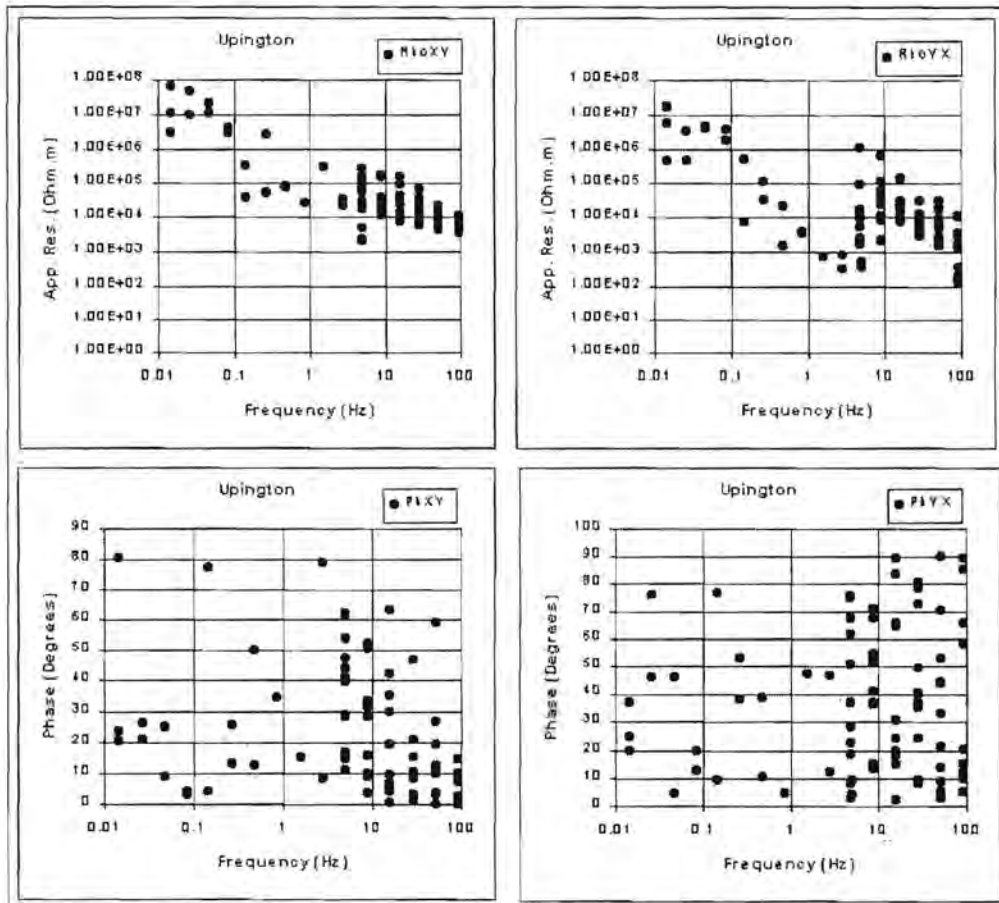 Upington
RhoXY
1.00E+08
1.00E+07
1.00E+06
1.00E+05
1.00E+04
1.00E+03
1.00E+02
1.00E+01
1.00E+00
App. Res. (Ohm.m)
0.01 0.1 1 10 100
Frequency (Hz)
Upington
RhoYX
1.00E+08
1.00E+07
1.00E+06
1.00E+05
1.00E+04
1.00E+03
1.00E+02
1.00E+01
1.00E+00
App. Res. (Ohm.m)
0.01 0.1 1 10 100
Frequency (Hz)
Upington
PhXY
90
80
70
60
50
40
30
20
10
0
Phase (Degrees)
0.01 0.1 1 10 100
Frequency (Hz)
Upington
PhYX
100
90
80
70
60
50
40
30
20
10
0
Phase (Degrees)
0.01 0.1 1 10 100
Frequency (Hz)